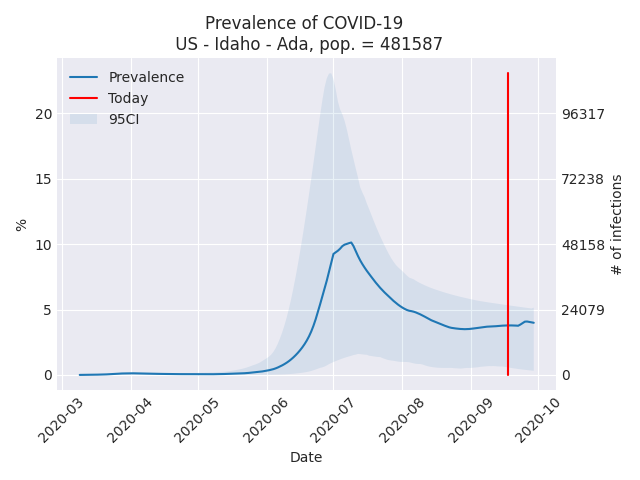 Prevalence of COVID-19
US - Idaho - Ada, pop. = 481587
Prevalence
Today
95CI
%
20
15
10
5
0
96317
72238
48158
24079
0
# of infections
2020-03
2020-04
2020-05
2020-06
2020-07
2020-08
2020-09
2020-10
Date